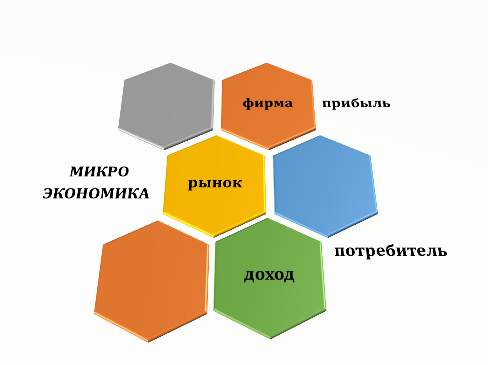 фирма
прибыль
МИКРО
ЭКОНОМИКА
рынок
потребитель
доход